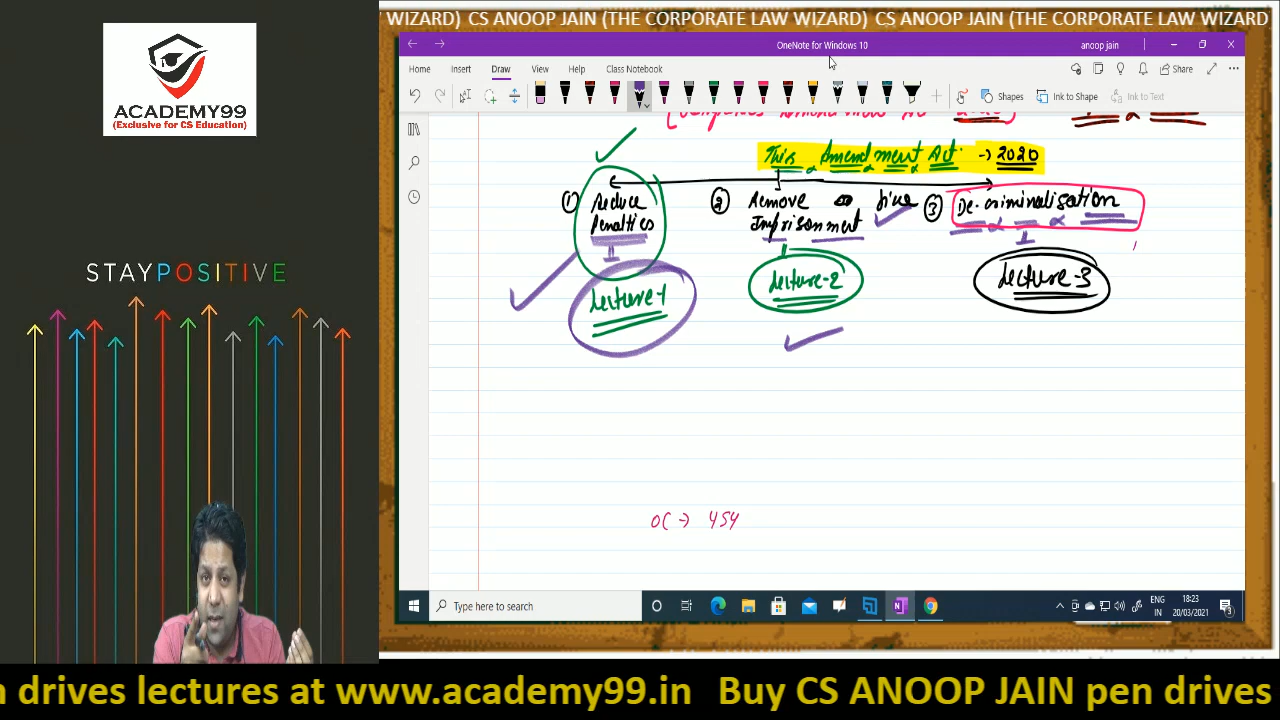 WIZARD) CS ANOOP JAIN (THE CORPORATE LAW WIZARD) CS ANOOP JAIN (THE CORPORATE LAW WIZARD
ACADEMY99
(Exclusive for CS Education)
OneNote for Windows 10
anoop jain
Home Insert Draw View Help Class Notebook
Share
Shapes Ink to Shape Ink to Text
This Amendment Act → 2020
① Reduce Penalties
② Remove Imprisonment
③ De-criminalisation
Lecture-1
Lecture-2
Lecture-3
STAYPOSITIVE
OC → 454
Type here to search
ENG
IN
18:23
20/03/2021
3
n drives lectures at www.academy99.in Buy CS ANOOP JAIN pen drives